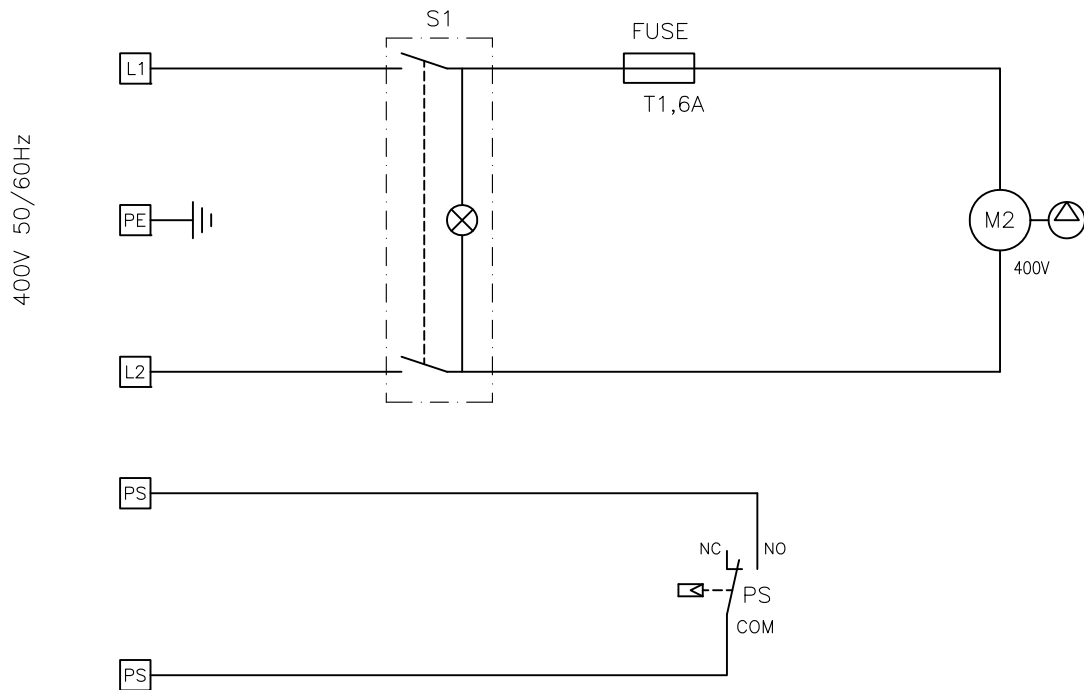 S1
FUSE
L1
T1,6A
400V 50/60Hz
PE
M2
400V
L2
PS
NC
NO
PS
COM
PS